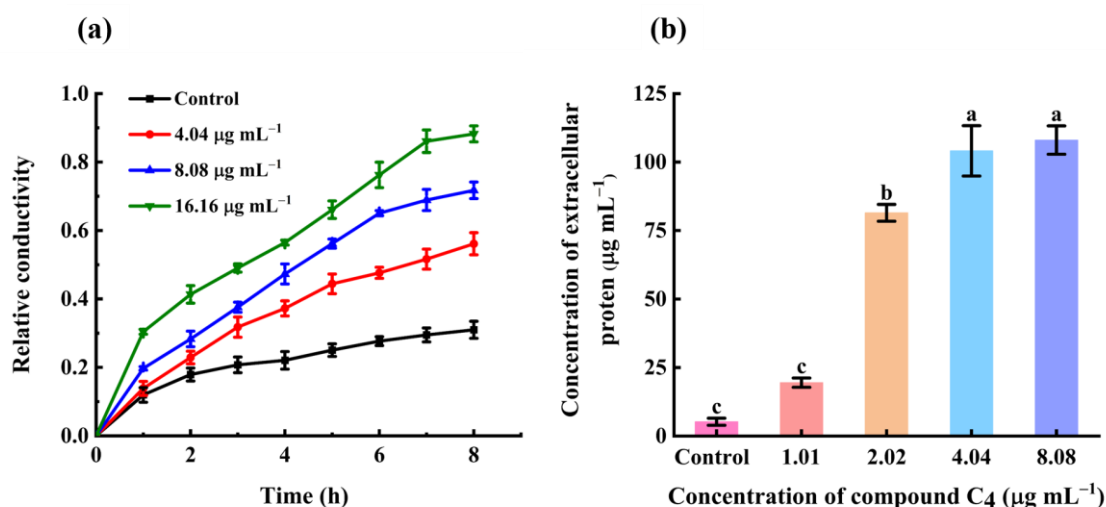 (a)
1.0
0.8
0.6
0.4
0.2
0.0
Relative conductivity
Control
4.04 μg mL⁻¹
8.08 μg mL⁻¹
16.16 μg mL⁻¹
0 2 4 6 8
Time (h)
(b)
125
100
75
50
25
0
Concentration of extracellular
proten (μg mL⁻¹)
c
c
b
a
a
Control 1.01 2.02 4.04 8.08
Concentration of compound C₄ (μg mL⁻¹)